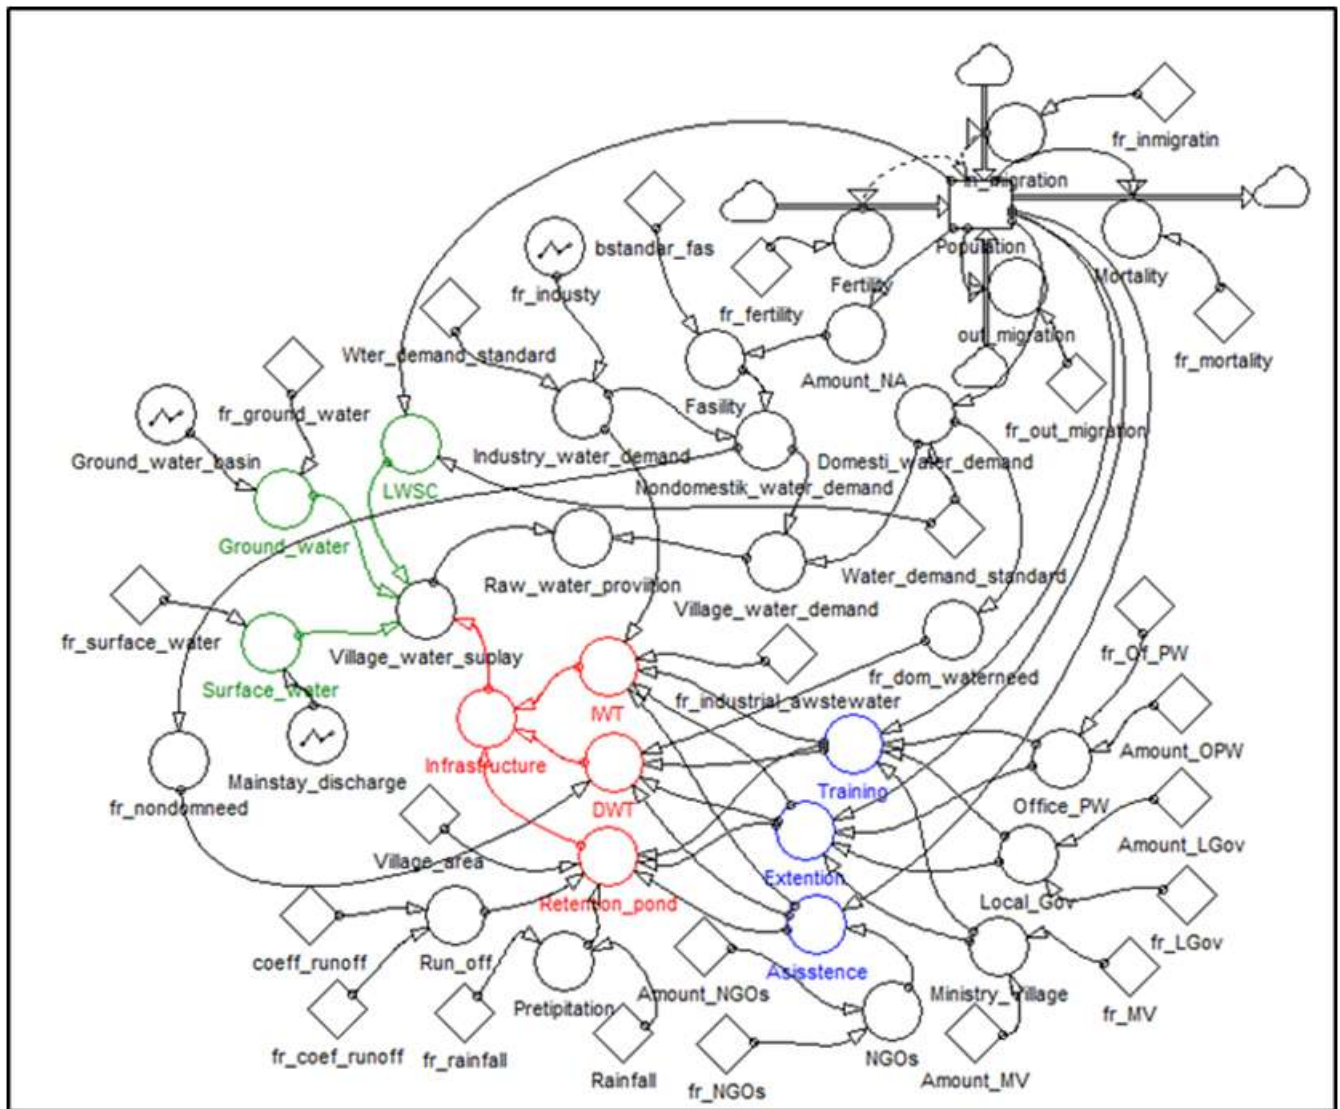 fr_inmigratin
in_migration
bstandar_fas
Population
Fertility
Mortality
fr_industy
fr_fertility
out_migration
fr_mortality
Wter_demand_standard
Amount_NA
fr_ground_water
Fasility
fr_out_migration
Ground_water_basin
Industry_water_demand
Domesti_water_demand
LWSC
Nondomestik_water_demand
Ground_water
Raw_water_proviition
Water_demand_standard
Village_water_demand
fr_surface_water
Village_water_suplay
fr_Of_PW
fr_dom_waterneed
Surface_water
fr_industrial_awstewater
IWT
Amount_OPW
Infrastructure
Mainstay_discharge
Training
Office_PW
fr_nondomneed
DWT
Amount_LGov
Village_area
Extention
Retention_pond
Local_Gov
fr_LGov
coeff_runoff
Run_off
Asisstence
Pretipitation
Amount_NGOs
Ministry_village
fr_MV
fr_coef_runoff
fr_rainfall
Rainfall
NGOs
Amount_MV
fr_NGOs